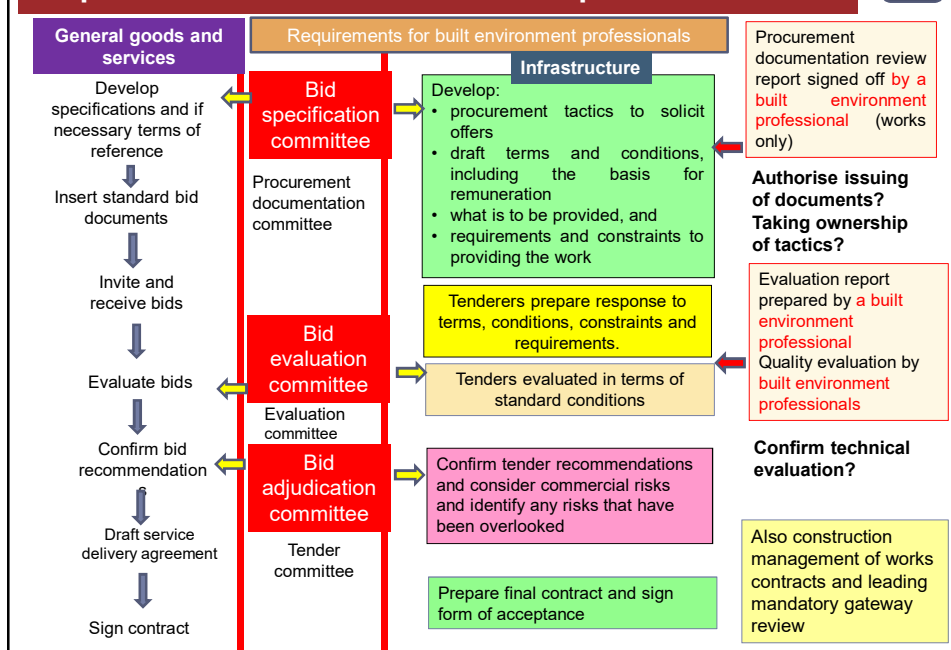 General goods and
services
Develop
specifications and if
necessary terms of
reference
Insert standard bid
documents
Invite and
receive bids
Evaluate bids
Confirm bid
recommendation
s
Draft service
delivery agreement
Sign contract
Requirements for built environment professionals
Bid
specification
committee
Procurement
documentation
committee
Bid
evaluation
committee
Evaluation
committee
Bid
adjudication
committee
Tender
committee
Infrastructure
Develop:
• procurement tactics to solicit
offers
• draft terms and conditions,
including the basis for
remuneration
• what is to be provided, and
• requirements and constraints to
providing the work
Tenderers prepare response to
terms, conditions, constraints and
requirements.
Tenders evaluated in terms of
standard conditions
Confirm tender recommendations
and consider commercial risks
and identify any risks that have
been overlooked
Prepare final contract and sign
form of acceptance
Procurement
documentation review
report signed off by a
built environment
professional (works
only)
Authorise issuing
of documents?
Taking ownership
of tactics?
Evaluation report
prepared by a built
environment
professional
Quality evaluation by
built environment
professionals
Confirm technical
evaluation?
Also construction
management of works
contracts and leading
mandatory gateway
review